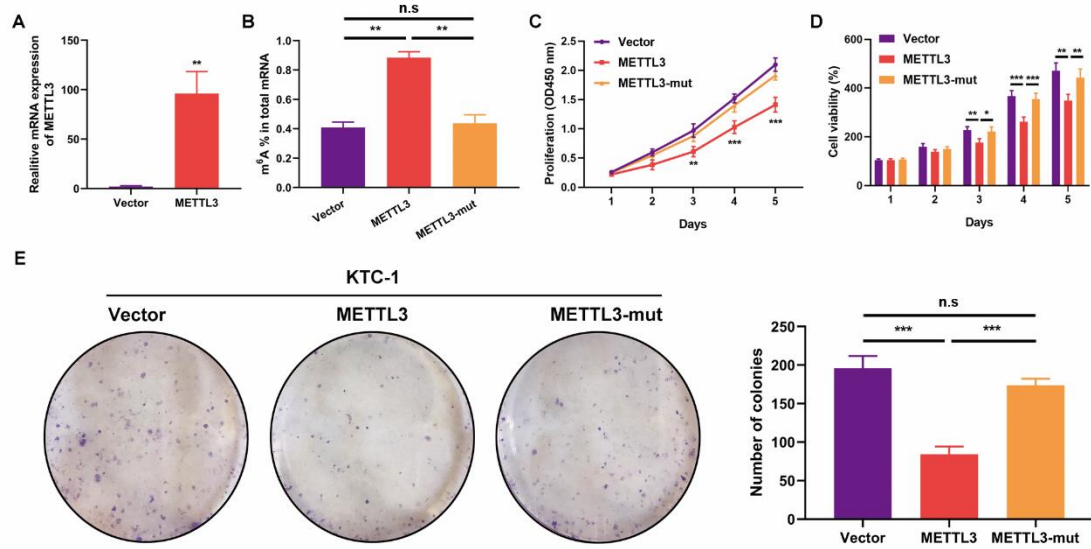 A
Realitive mRNA expression
of METTL3
150
100
50
0
**
Vector
METTL3
B
m⁶A % in total mRNA
1.0
0.8
0.6
0.4
0.2
0.0
n.s
**
**
Vector
METTL3
METTL3-mut
C
Proliferation (OD450 nm)
2.5
2.0
1.5
1.0
0.5
0.0
Vector
METTL3
METTL3-mut
**
***
***
1 2 3 4 5
Days
D
Cell viability (%)
600
400
200
0
Vector
METTL3
METTL3-mut
** *
*** ***
** **
1 2 3 4 5
Days
E
KTC-1
Vector METTL3 METTL3-mut
Number of colonies
250
200
150
100
50
0
n.s
***
***
Vector METTL3 METTL3-mut